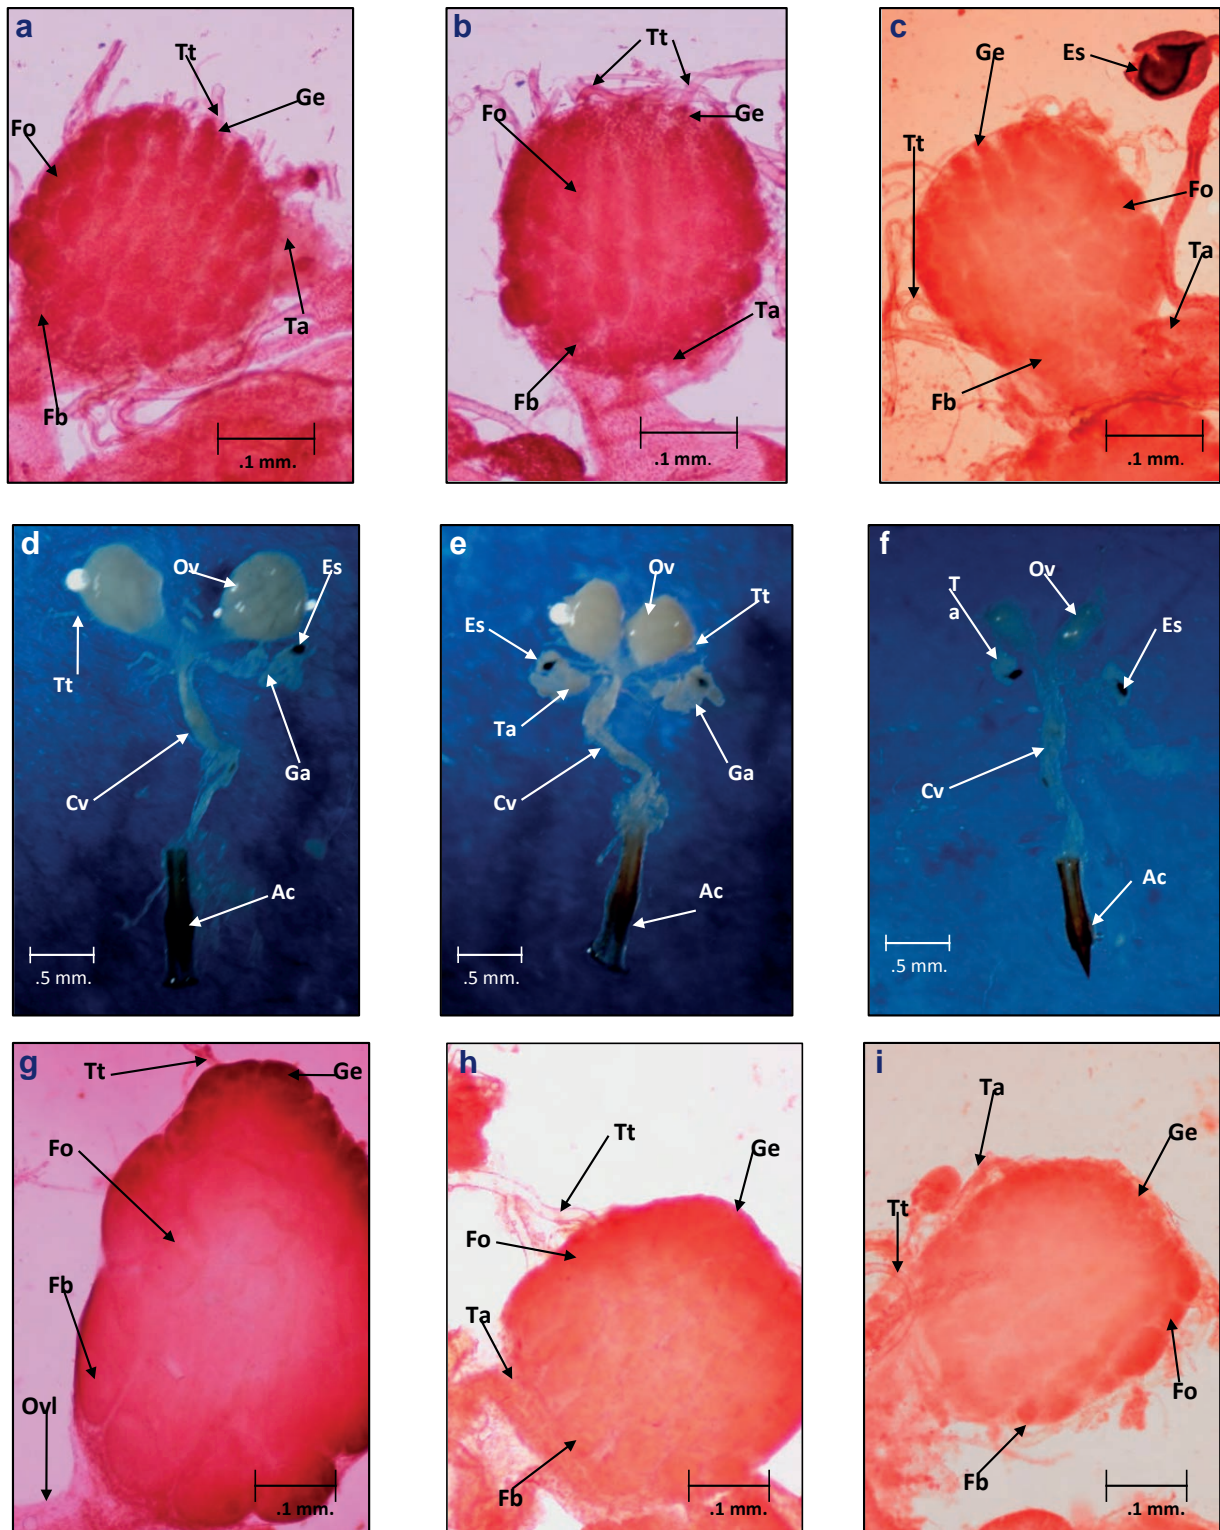 a
Tt
Ge
Fo
Ta
Fb
.1 mm.
b
Tt
Fo
Ge
Ta
Fb
.1 mm.
c
Ge
Es
Tt
Fo
Ta
Fb
.1 mm.
d
Ov
Es
Tt
Ga
Cv
Ac
.5 mm.
e
Ov
Tt
Es
Ta
Ga
Cv
Ac
.5 mm.
f
T
a
Ov
Es
Cv
Ac
.5 mm.
g
Tt
Ge
Fo
Fb
Ovl
.1 mm.
h
Tt
Ge
Fo
Ta
Fb
.1 mm.
i
Ta
Ge
Tt
Fo
Fb
.1 mm.